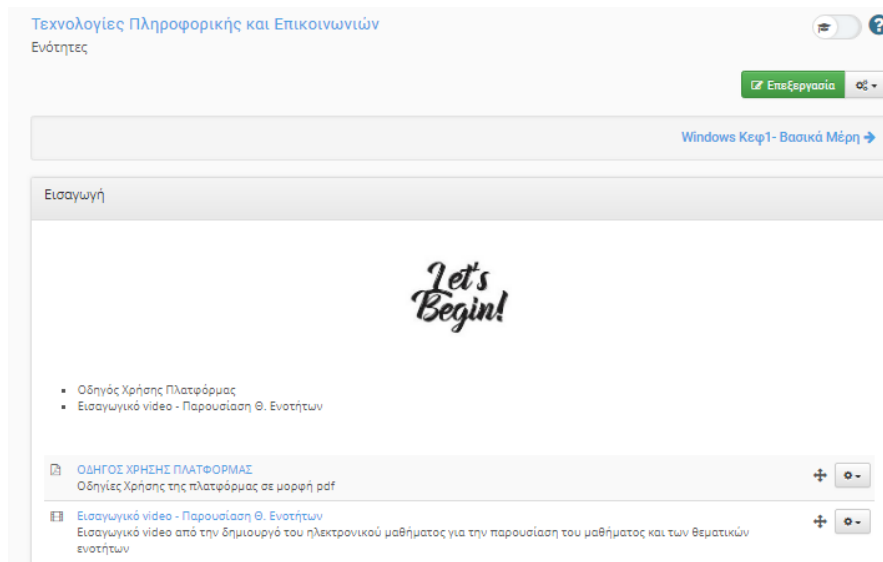 Τεχνολογίες Πληροφορικής και Επικοινωνιών
Ενότητες
Επεξεργασία
Windows Κεφ1- Βασικά Μέρη
Εισαγωγή
Let's
Begin!
Οδηγός Χρήσης Πλατφόρμας
Εισαγωγικό video - Παρουσίαση Θ. Ενοτήτων
ΟΔΗΓΟΣ ΧΡΗΣΗΣ ΠΛΑΤΦΟΡΜΑΣ
Οδηγίες Χρήσης της πλατφόρμας σε μορφή pdf
Εισαγωγικό video - Παρουσίαση Θ. Ενοτήτων
Εισαγωγικό video από την δημιουργό του ηλεκτρονικού μαθήματος για την παρουσίαση του μαθήματος και των θεματικών
ενοτήτων